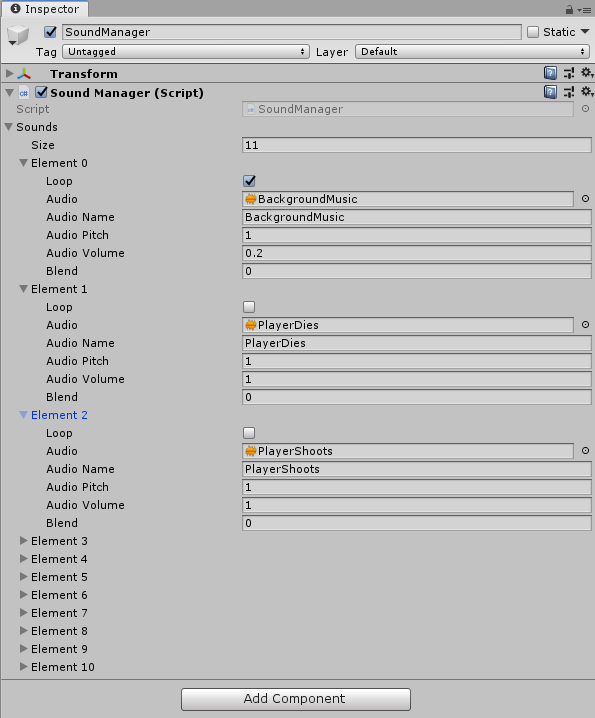 Inspector
SoundManager Static
Tag Untagged Layer Default
Transform
C# Sound Manager (Script)
Script SoundManager
Sounds
Size 11
Element 0
Loop
Audio BackgroundMusic
Audio Name BackgroundMusic
Audio Pitch 1
Audio Volume 0.2
Blend 0
Element 1
Loop
Audio PlayerDies
Audio Name PlayerDies
Audio Pitch 1
Audio Volume 1
Blend 0
Element 2
Loop
Audio PlayerShoots
Audio Name PlayerShoots
Audio Pitch 1
Audio Volume 1
Blend 0
Element 3
Element 4
Element 5
Element 6
Element 7
Element 8
Element 9
Element 10
Add Component